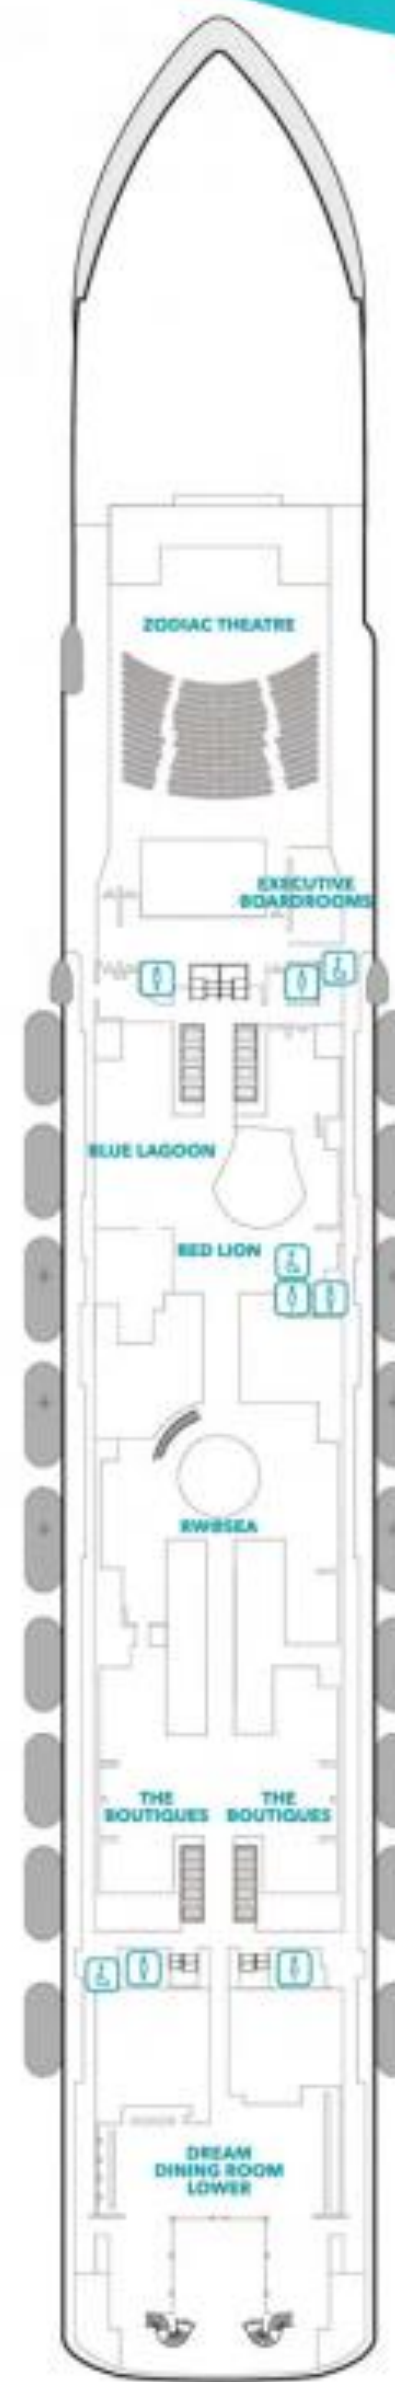 ZODIAC THEATRE
EXECUTIVE
BOARDROOMS
BLUE LAGOON
RED LION
RWBSEA
THE
BOUTIQUES
THE
BOUTIQUES
DREAM
DINING ROOM
LOWER